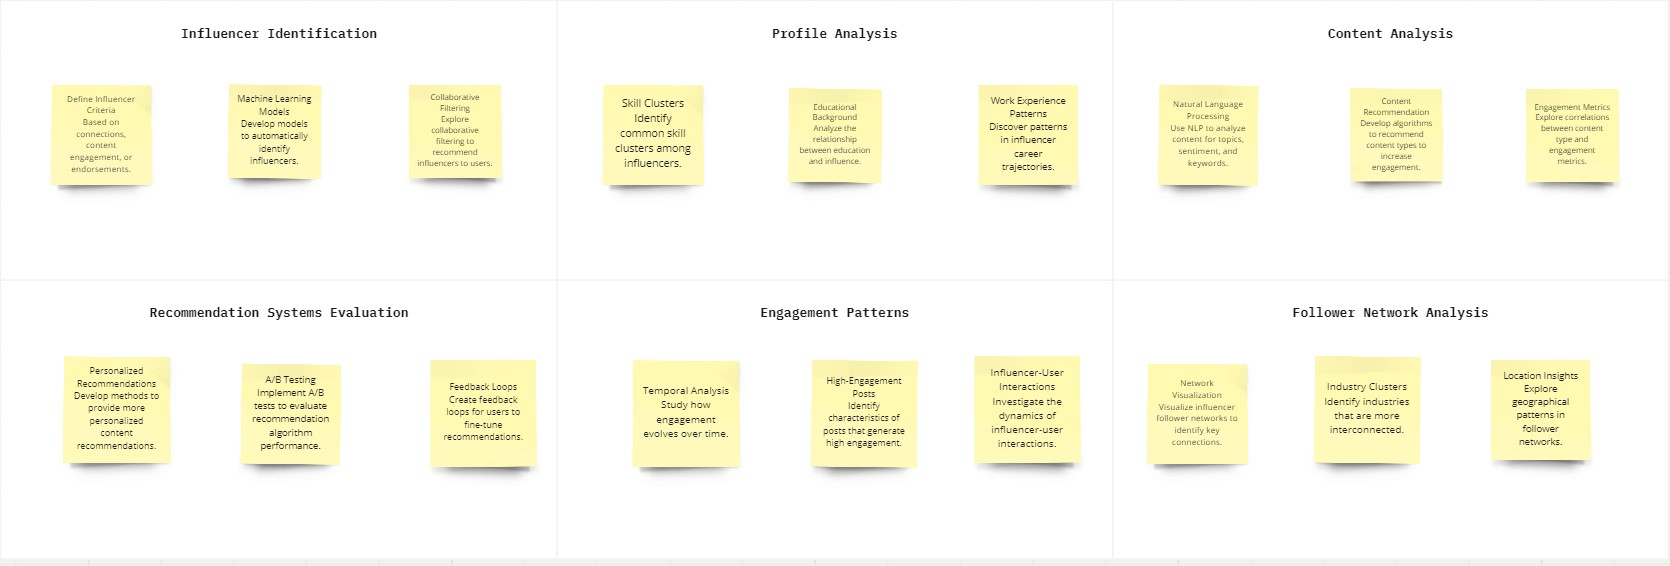 Influencer Identification
Define Influencer
Criteria
Based on
connections,
content
engagement, or
endorsements.
Machine Learning
Models
Develop models
to automatically
identify
influencers.
Collaborative
Filtering
Explore
collaborative
filtering to
recommend
influencers to users.
Profile Analysis
Skill Clusters
Identify
common skill
clusters among
influencers.
Educational
Background
Analyze the
relationship
between education
and influence.
Work Experience
Patterns
Discover patterns
in influencer
career
trajectories.
Content Analysis
Natural Language
Processing
Use NLP to analyze
content for topics,
sentiment, and
keywords.
Content
Recommendation
Develop algorithms
to recommend
content types to
increase
engagement.
Engagement Metrics
Explore correlations
between content
type and
engagement
metrics.
Recommendation Systems Evaluation
Personalized
Recommendations
Develop methods to
provide more
personalized
content
recommendations.
A/B Testing
Implement A/B
tests to evaluate
recommendation
algorithm
performance.
Feedback Loops
Create feedback
loops for users to
fine-tune
recommendations.
Engagement Patterns
Temporal Analysis
Study how
engagement
evolves over time.
High-Engagement
Posts
Identify
characteristics of
posts that generate
high engagement.
Influencer-User
Interactions
Investigate the
dynamics of
influencer-user
interactions.
Follower Network Analysis
Network
Visualization
Visualize influencer
follower networks to
identify key
connections.
Industry Clusters
Identify industries
that are more
interconnected.
Location Insights
Explore
geographical
patterns in
follower
networks.